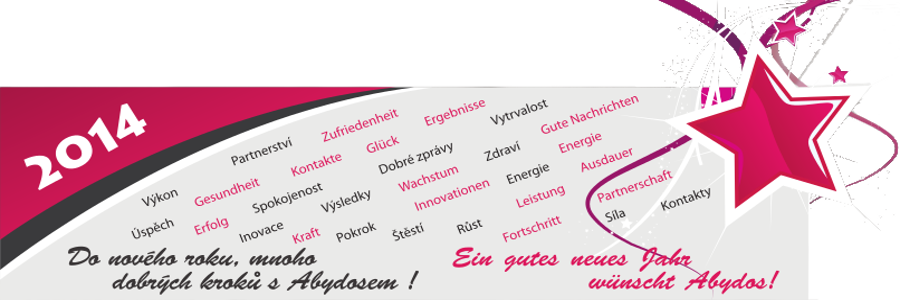 2014
Partnerství
Zufriedenheit
Ergebnisse
Vytrvalost
Gute Nachrichten
Výkon
Gesundheit
Kontakte
Glück
Dobré zprávy
Zdraví
Energie
Úspěch
Erfolg
Spokojenost
Výsledky
Wachstum
Energie
Ausdauer
Inovace
Kraft
Pokrok
Innovationen
Leistung
Partnerschaft
Štěstí
Růst
Fortschritt
Síla
Kontakty
Do nového roku, mnoho
dobrých kroků s Abydosem !
Ein gutes neues Jahr
wünscht Abydos!